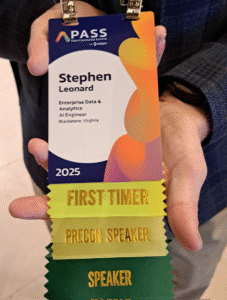 PASS
Stephen
Leonard
Enterprise Data &
Analytics
AI Engineer
Blackstone, Virginia
2025
FIRST TIMER
PRECON SPEAKER
SPEAKER